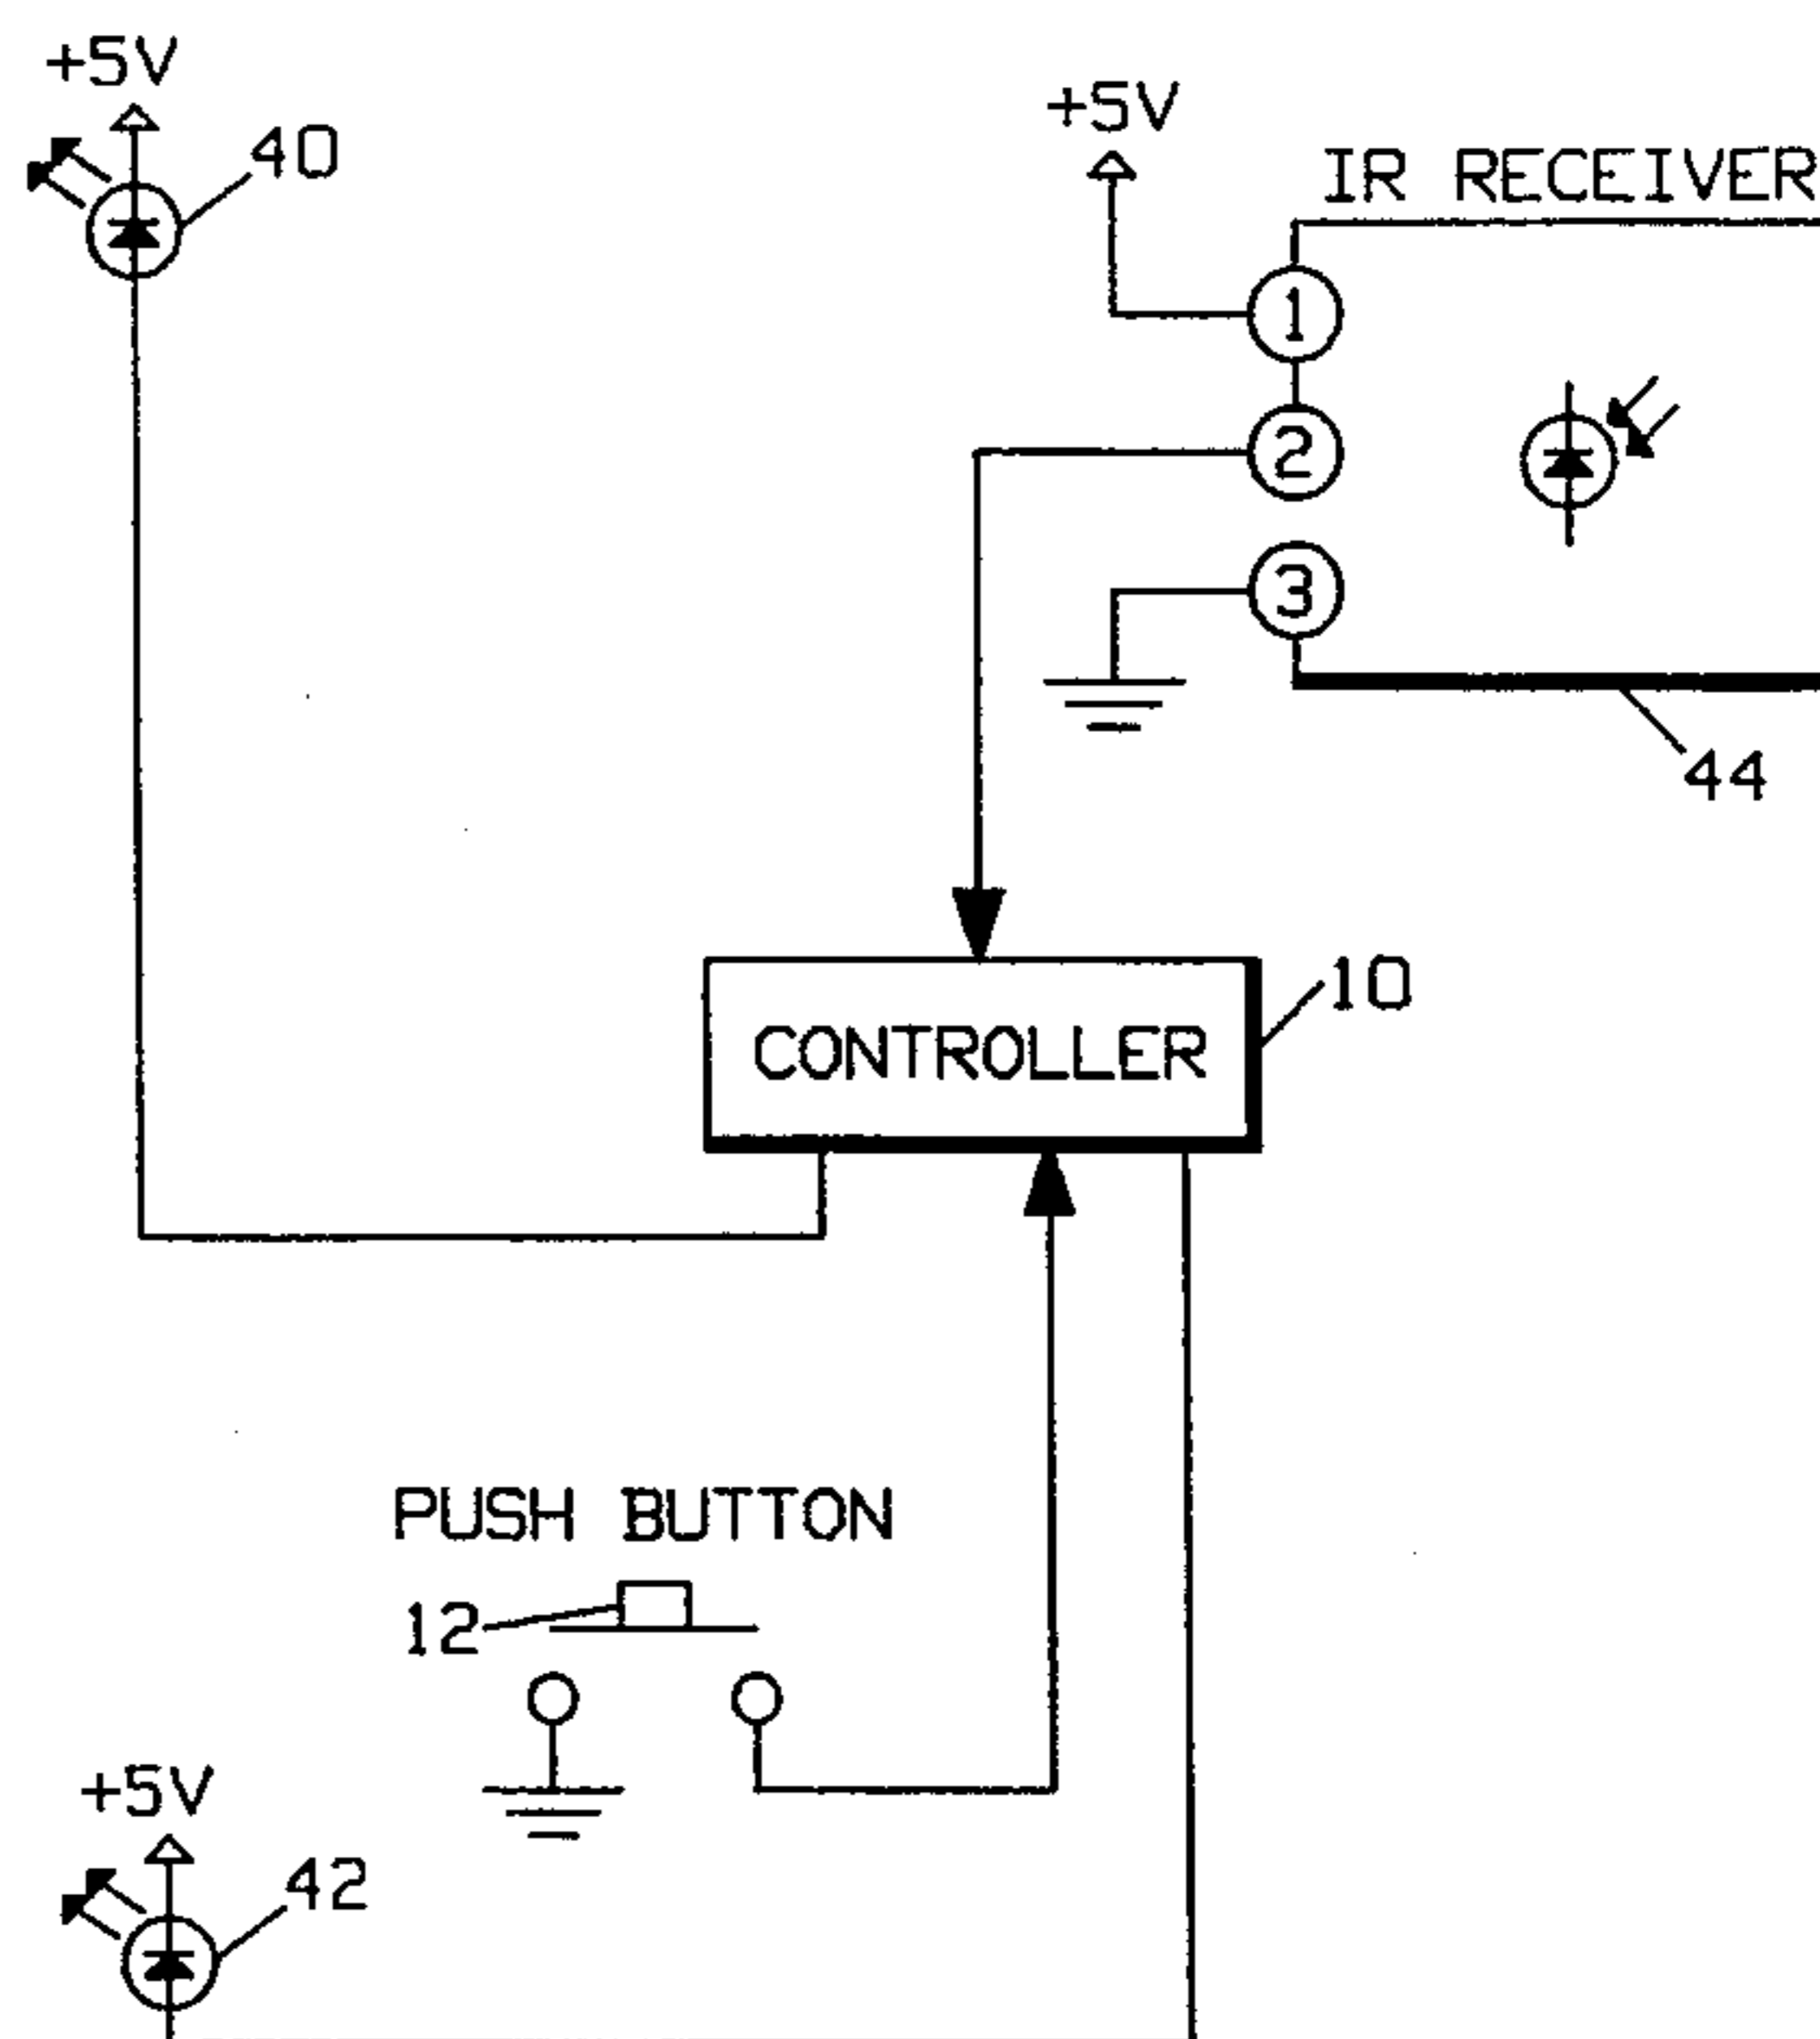 +5V
40
+5V
IR RECEIVER
1
2
3
44
10
CONTROLLER
PUSH BUTTON
12
+5V
42